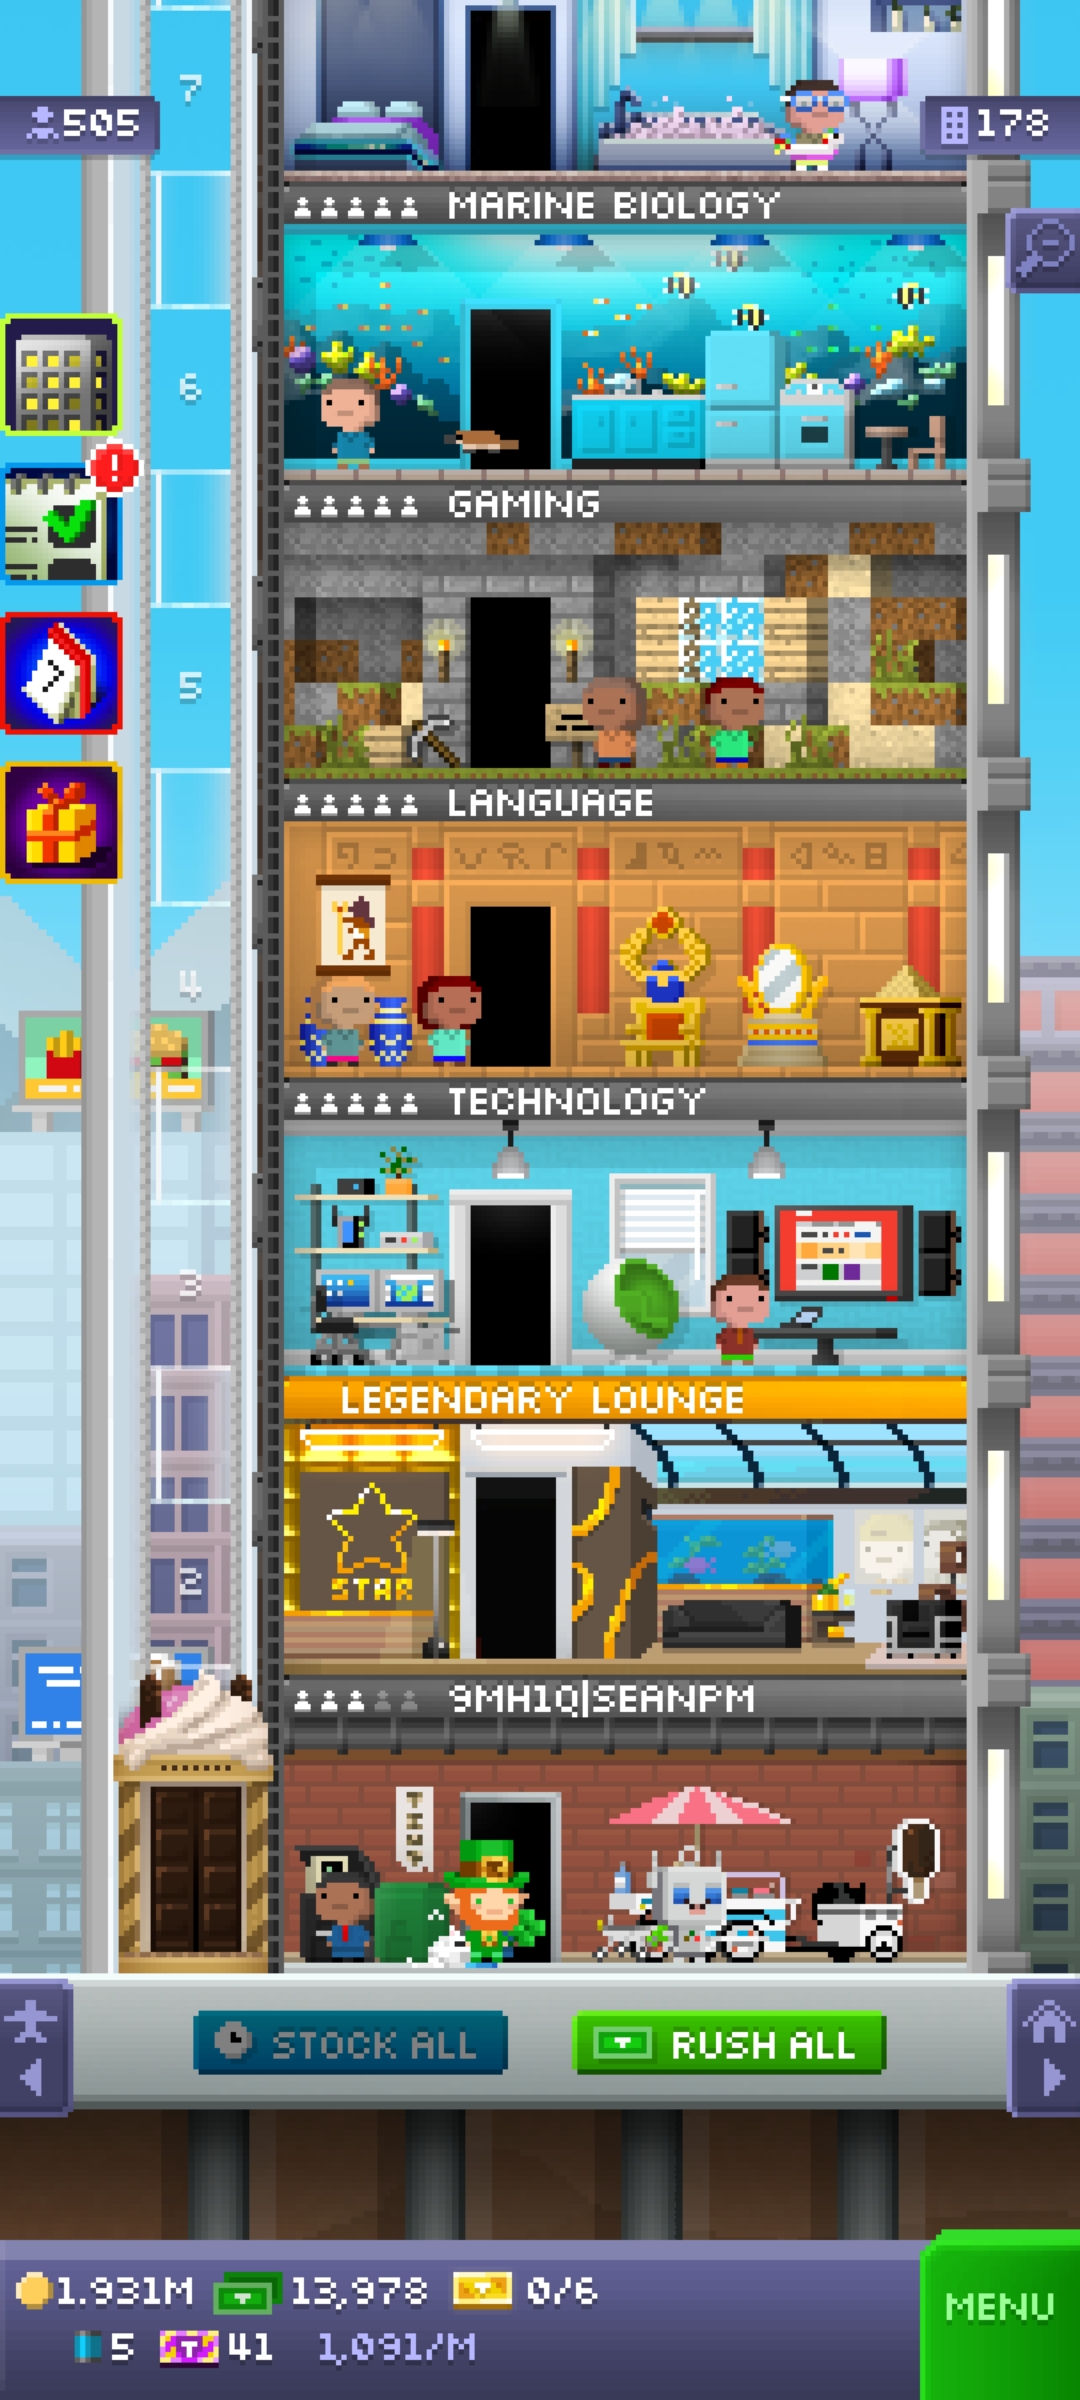 7
505
178
MARINE BIOLOGY
6
GAMING
7
5
LANGUAGE
4
TECHNOLOGY
3
LEGENDARY LOUNGE
STAR
2
9MH1Q|SEANPM
STOCK ALL
RUSH ALL
1.931M
13,978
0/6
MENU
5
T
41
1,091/M